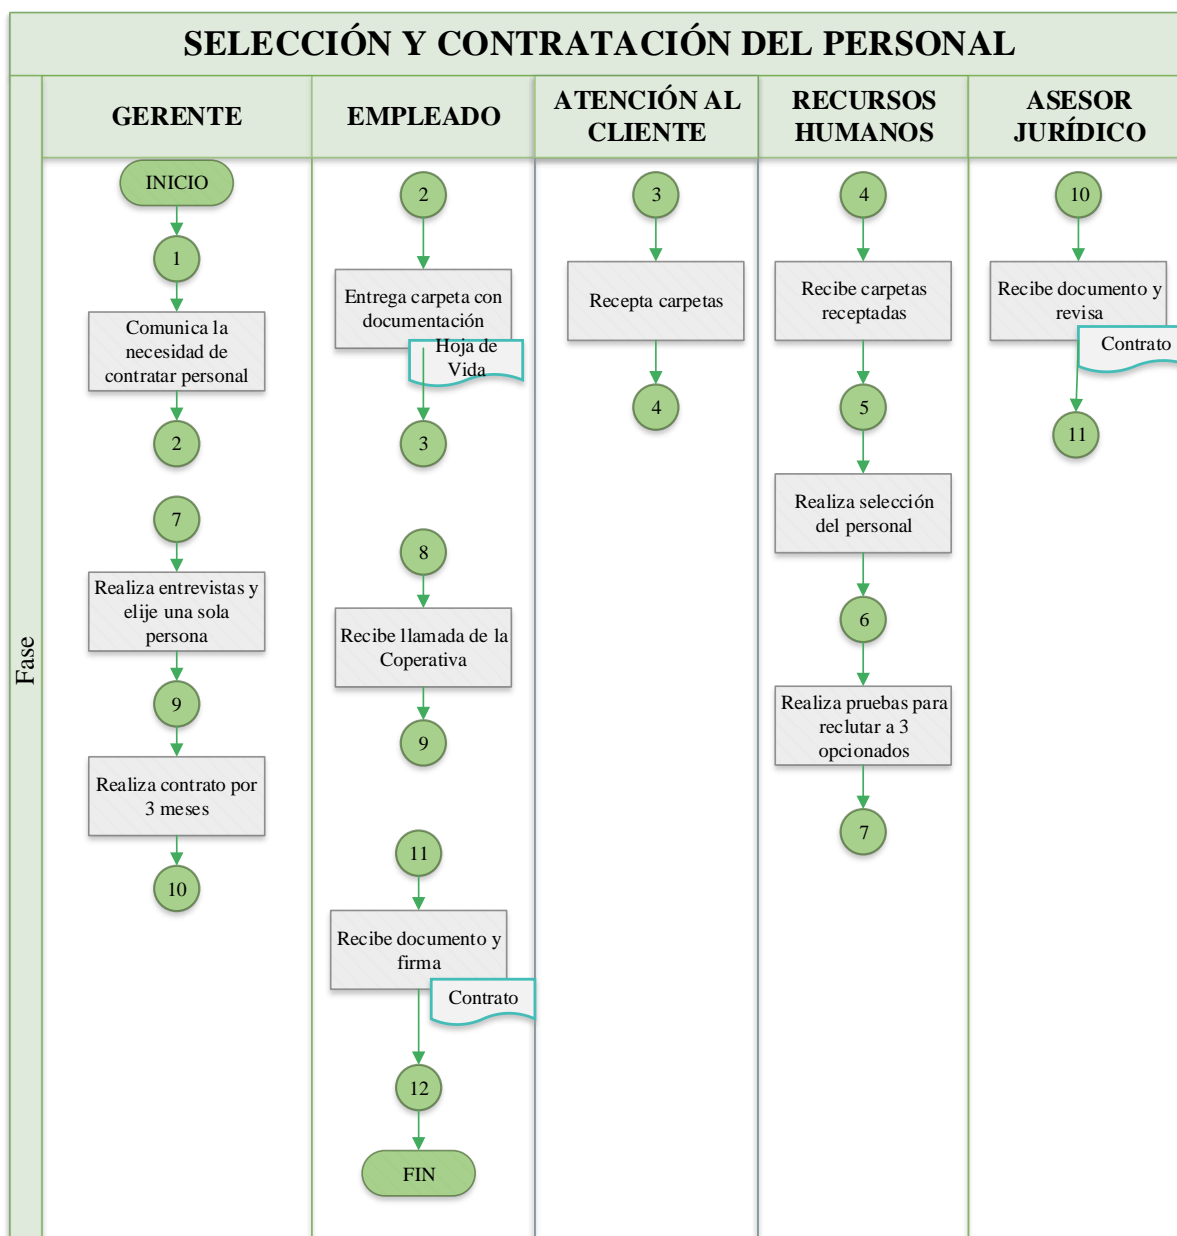 SELECCIÓN Y CONTRATACIÓN DEL PERSONAL
Fase
GERENTE
INICIO
1
Comunica la
necesidad de
contratar personal
2
7
Realiza entrevistas y
elije una sola
persona
9
Realiza contrato por
3 meses
10
EMPLEADO
2
Entrega carpeta con
documentación
Hoja de
Vida
3
8
Recibe llamada de la
Coperativa
9
11
Recibe documento y
firma
Contrato
12
FIN
ATENCIÓN AL
CLIENTE
3
Recepta carpetas
4
RECURSOS
HUMANOS
4
Recibe carpetas
receptadas
5
Realiza selección
del personal
6
Realiza pruebas para
reclutar a 3
opcionados
7
ASESOR
JURÍDICO
10
Recibe documento y
revisa
Contrato
11